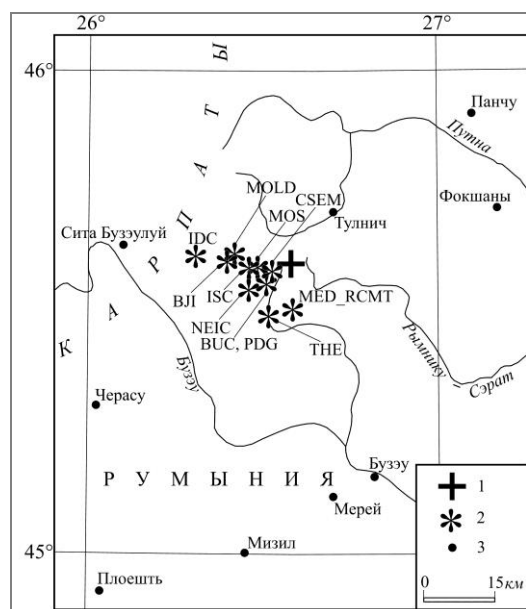 26° 27°
46°
Ы
Т
А
П
Р
А
К
Панчу
Путна
Фокшаны
MOLD
CSEM
MOS
Тулнич
Сита Бузэулуй
IDC
BJI
ISC
MED_RCMT
NEIC
BUC, PDG
THE
Рымнику
Сэрат
Бузэу
Черасу
РУМЫНИЯ
Бузэу
Мерей
45°
Мизил
Плоешть
1
2
3
0 15км